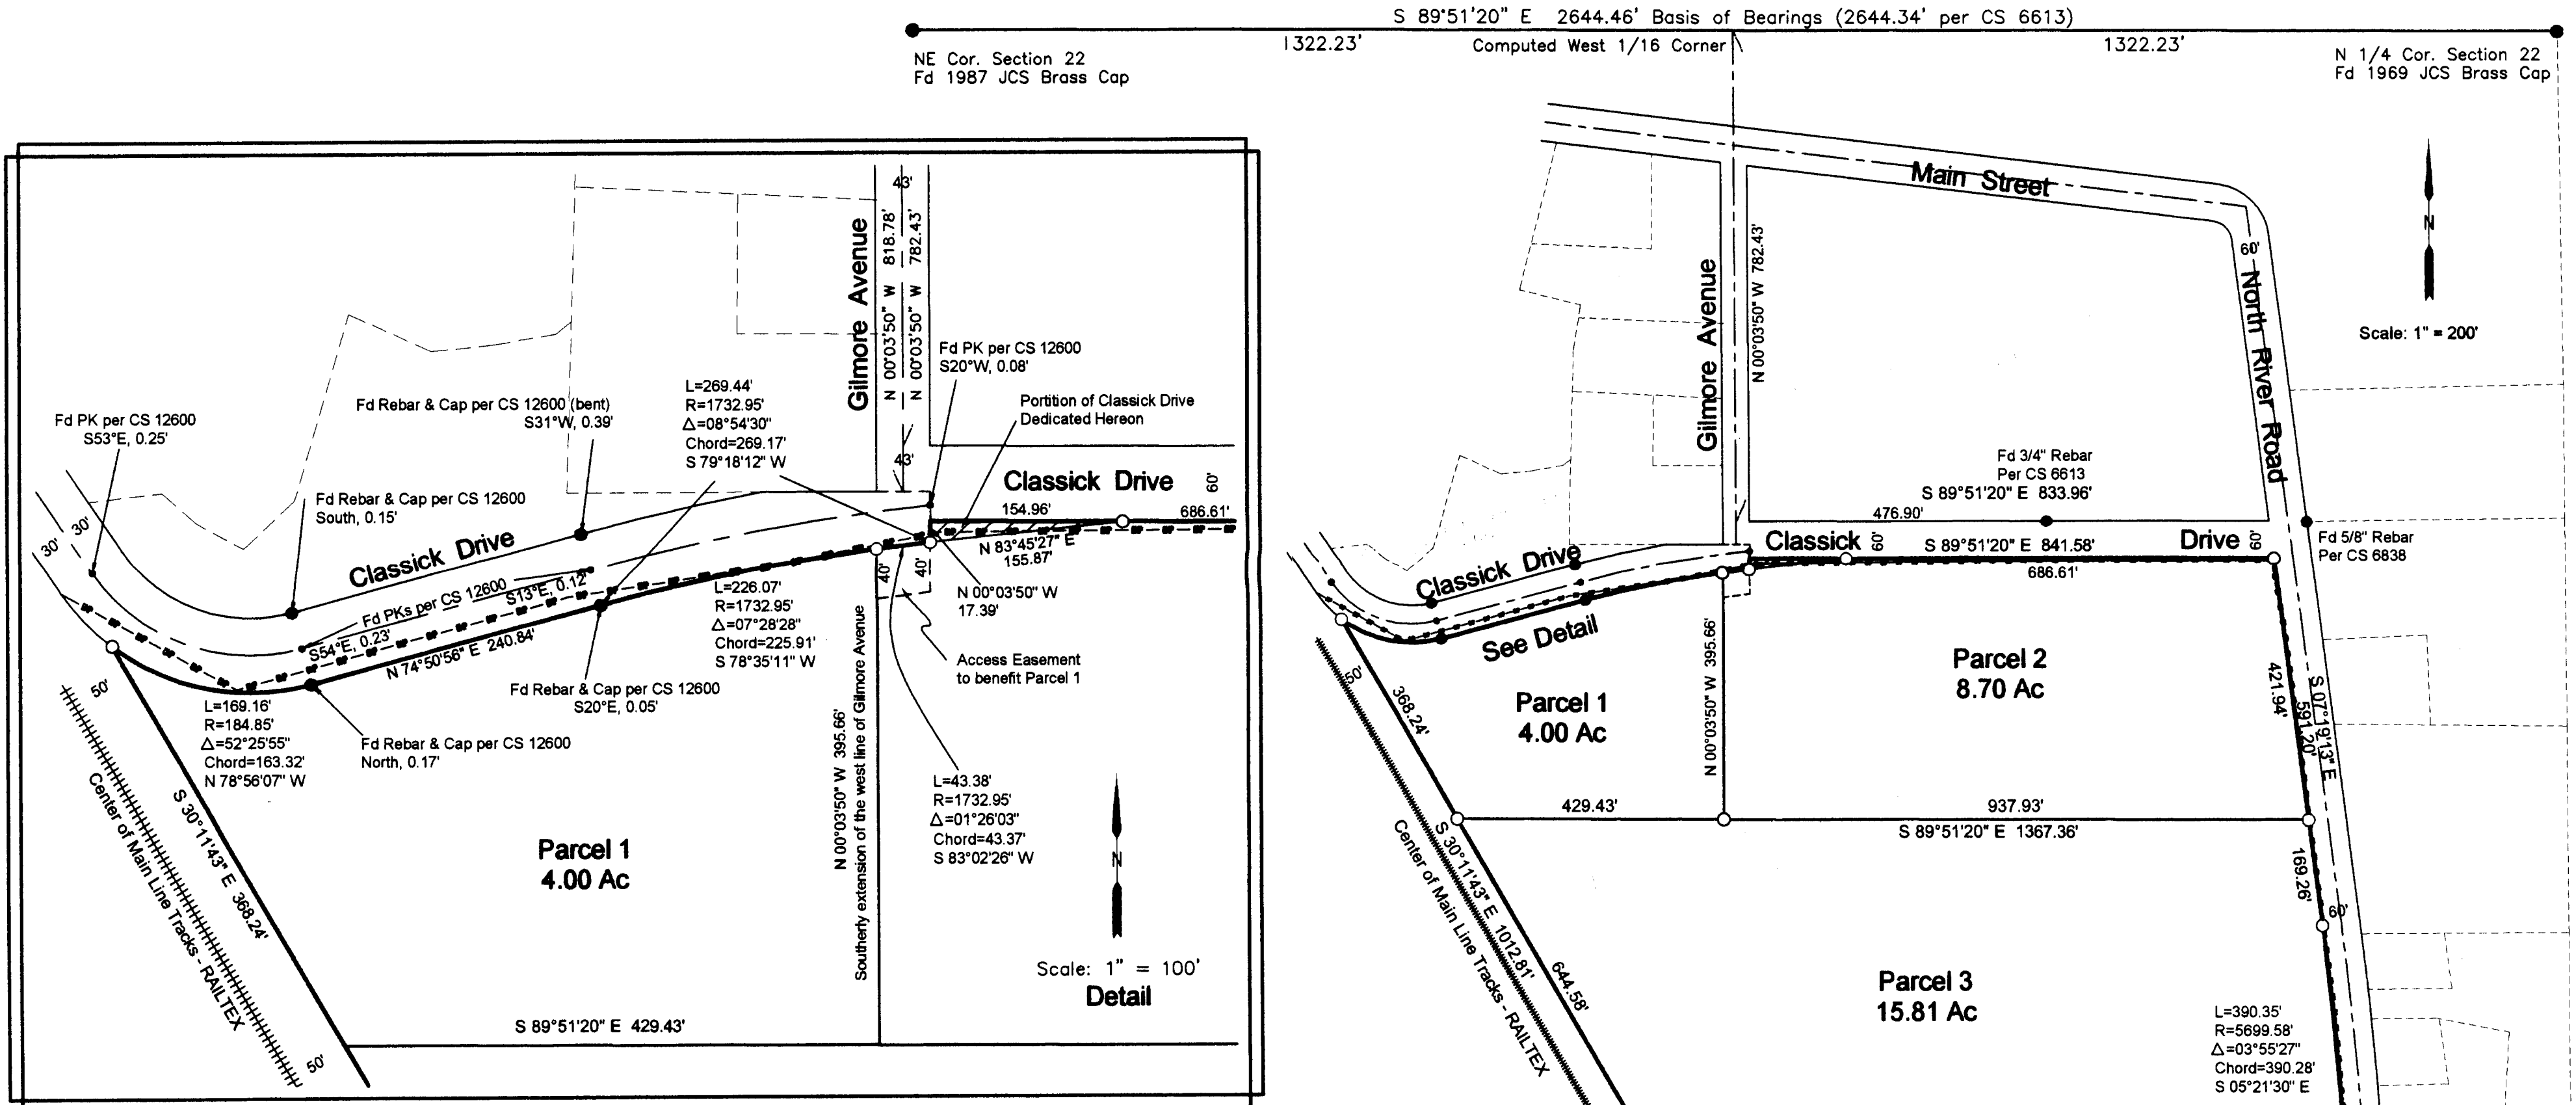 S 89°51'20" E 2644.46' Basis of Bearings (2644.34' per CS 6613)
1322.23'
Computed West 1/16 Corner
1322.23'
NE Cor. Section 22
Fd 1987 JCS Brass Cap
N 1/4 Cor. Section 22
Fd 1969 JCS Brass Cap
43'
Gilmore Avenue
N 00°03'50" W 818.78'
N 00°03'50" W 782.43'
43'
Fd PK per CS 12600
S20°W, 0.08'
Portition of Classick Drive
Dedicated Hereon
L=269.44'
R=1732.95'
Δ=08°54'30"
Chord=269.17'
S 79°18'12" W
Fd Rebar & Cap per CS 12600 (bent)
S31°W, 0.39'
Fd PK per CS 12600
S53°E, 0.25'
Fd Rebar & Cap per CS 12600
South, 0.15'
Classick Drive
60'
154.96'
686.61'
N 83°45'27" E
155.87'
30'
30'
Classick Drive
Fd PKs per CS 12600
S13°E, 0.12'
S54°E, 0.23'
N 74°50'56" E 240.84'
40'
40'
N 00°03'50" W
17.39'
L=226.07'
R=1732.95'
Δ=07°28'28"
Chord=225.91'
S 78°35'11" W
Access Easement
to benefit Parcel 1
Fd Rebar & Cap per CS 12600
S20°E, 0.05'
50'
L=169.16'
R=184.85'
Δ=52°25'55"
Chord=163.32'
N 78°56'07" W
Fd Rebar & Cap per CS 12600
North, 0.17'
Center of Main Line Tracks - RAILTEX
S 30°11'43" E 368.24'
N 00°03'50" W 395.66'
Southerly extension of the west line of Gilmore Avenue
L=43.38'
R=1732.95'
Δ=01°26'03"
Chord=43.37'
S 83°02'26" W
Parcel 1
4.00 Ac
N
Scale: 1" = 100'
Detail
S 89°51'20" E 429.43'
50'
Main Street
N
Scale: 1" = 200'
60'
North River Road
Gilmore Avenue
N 00°03'50" W 782.43'
Fd 3/4" Rebar
Per CS 6613
S 89°51'20" E 833.96'
476.90'
Classick Drive
Classick
60'
S 89°51'20" E 841.58'
Drive
60'
Fd 5/8" Rebar
Per CS 6838
686.61'
See Detail
50'
368.24'
Parcel 1
4.00 Ac
N 00°03'50" W 395.66'
Parcel 2
8.70 Ac
421.94'
591.20'
S 07°19'13" E
429.43'
937.93'
S 89°51'20" E 1367.36'
Center of Main Line Tracks - RAILTEX
S 30°11'43" E 1012.81'
644.58'
169.26'
60'
Parcel 3
15.81 Ac
L=390.35'
R=5699.58'
Δ=03°55'27"
Chord=390.28'
S 05°21'30" E